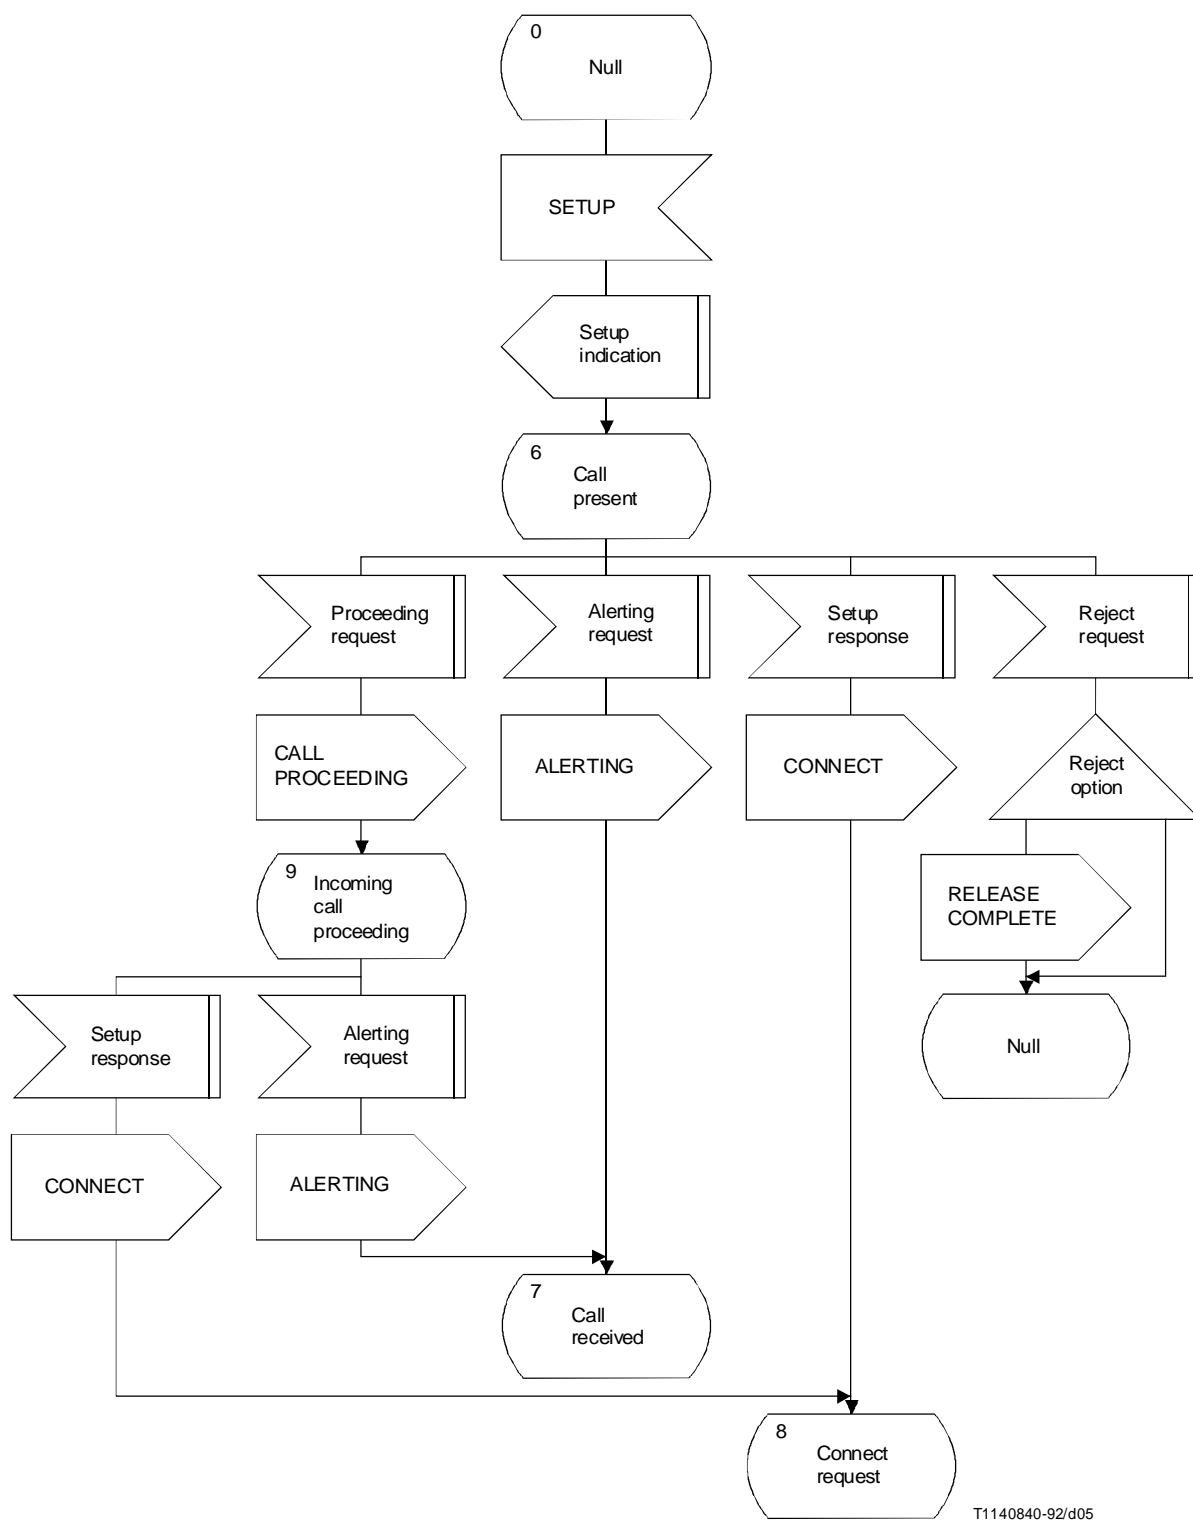 0
Null
SETUP
Setup
indication
6
Call
present
Proceeding
request
Alerting
request
Setup
response
Reject
request
CALL
PROCEEDING
ALERTING
CONNECT
Reject
option
9
Incoming
call
proceeding
RELEASE
COMPLETE
Setup
response
Alerting
request
Null
CONNECT
ALERTING
7
Call
received
8
Connect
request
T1140840-92/d05